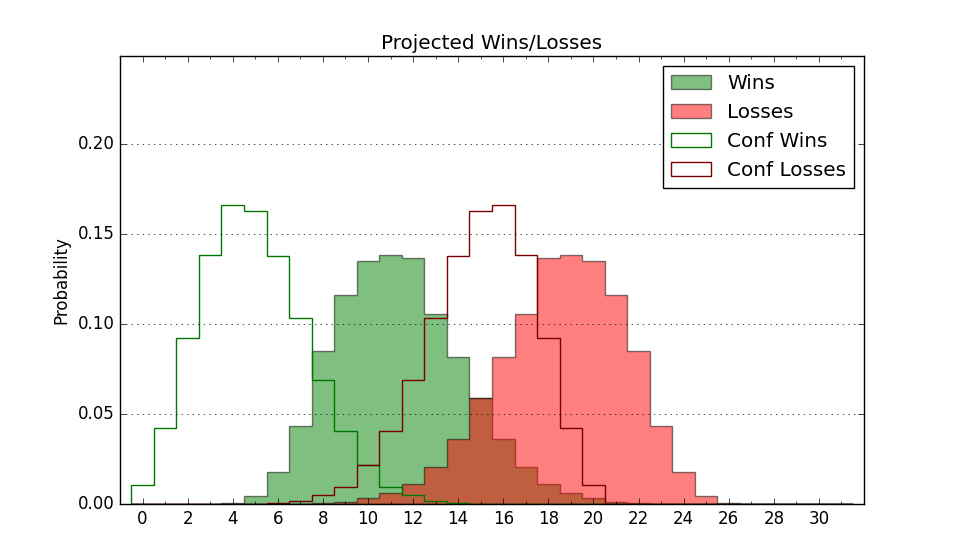 Projected Wins/Losses
Wins
Losses
Conf Wins
Conf Losses
Probability
0.20
0.15
0.10
0.05
0.00
0 2 4 6 8 10 12 14 16 18 20 22 24 26 28 30